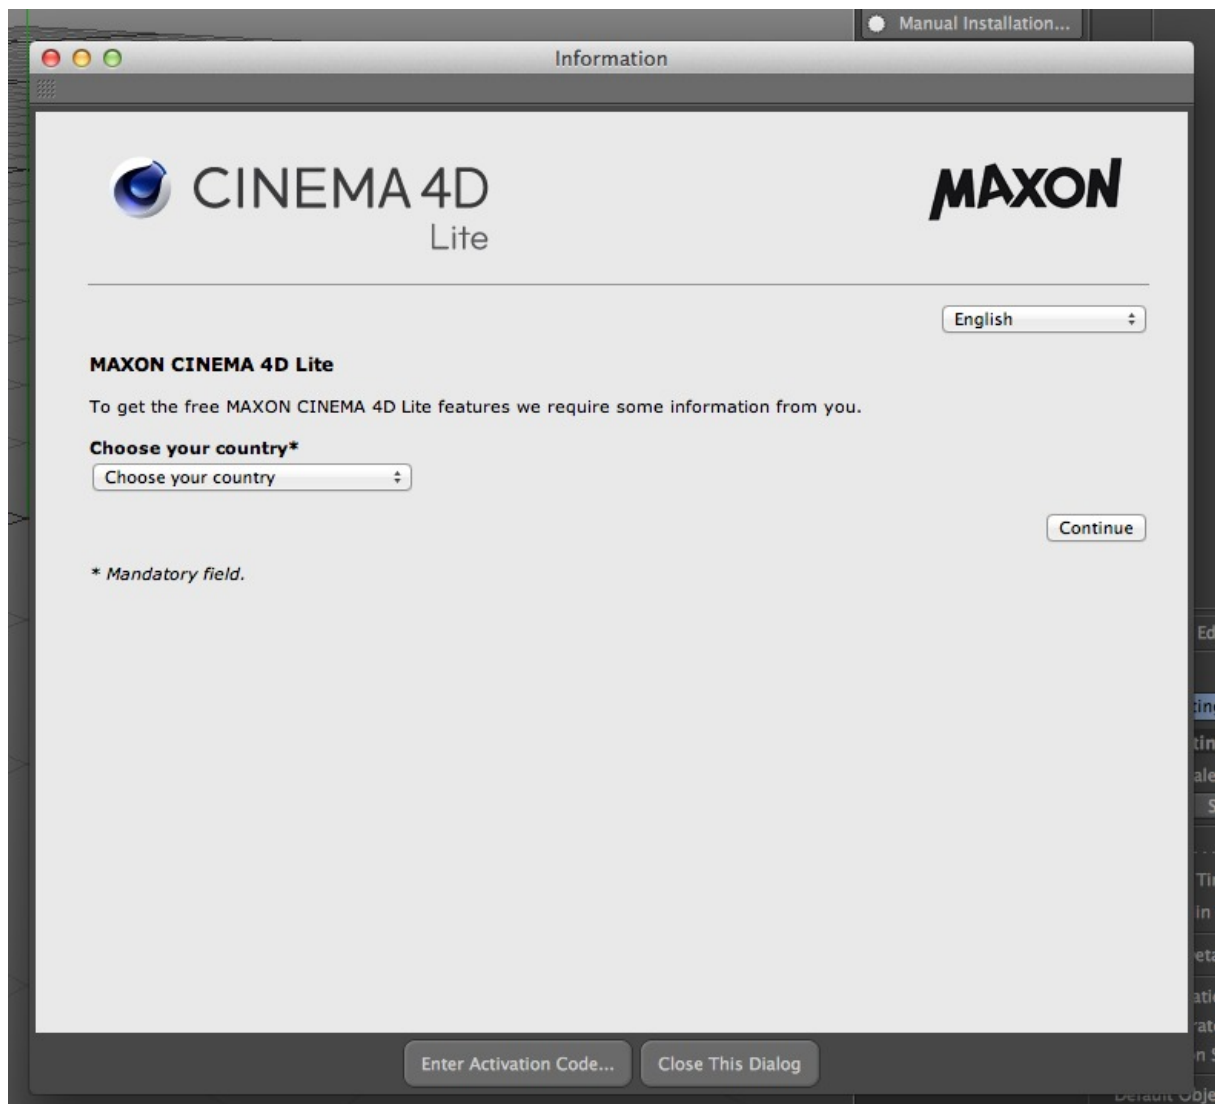 Manual Installation...
Information
CINEMA 4D
Lite
MAXON
English
MAXON CINEMA 4D Lite
To get the free MAXON CINEMA 4D Lite features we require some information from you.
Choose your country*
Choose your country
Continue
* Mandatory field.
Enter Activation Code...
Close This Dialog